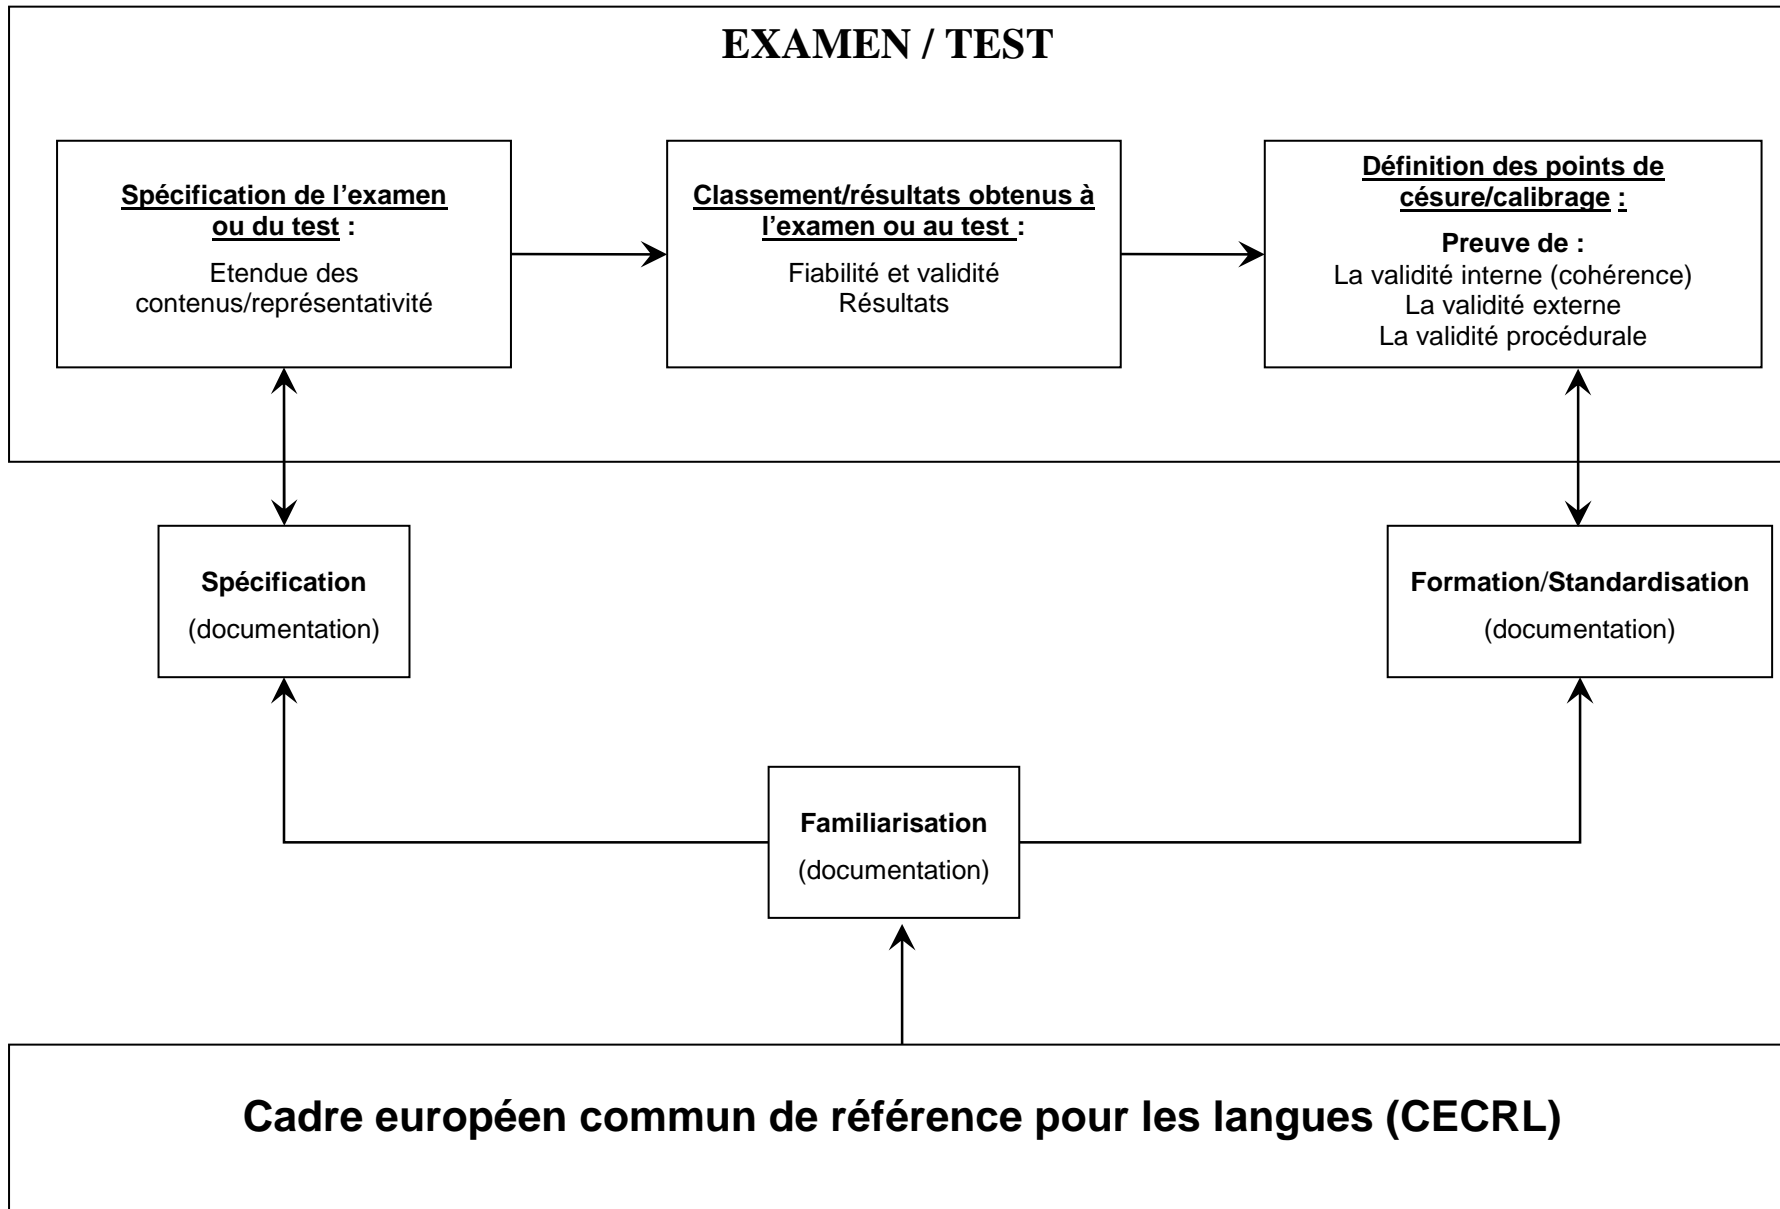 EXAMEN / TEST
Spécification de l’examen
ou du test :
Etendue des
contenus/représentativité
Classement/résultats obtenus à
l’examen ou au test :
Fiabilité et validité
Résultats
Définition des points de
césure/calibrage :
Preuve de :
La validité interne (cohérence)
La validité externe
La validité procédurale
Spécification
(documentation)
Formation/Standardisation
(documentation)
Familiarisation
(documentation)
Cadre européen commun de référence pour les langues (CECRL)